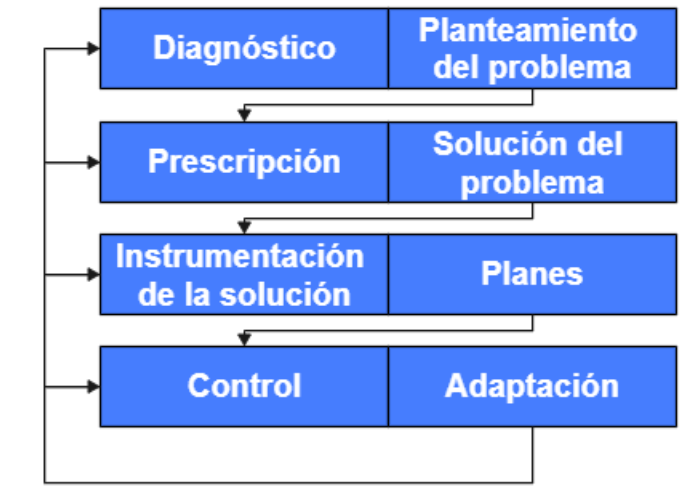 Diagnóstico
Planteamiento
del problema
Prescripción
Solución del
problema
Instrumentación
de la solución
Planes
Control
Adaptación